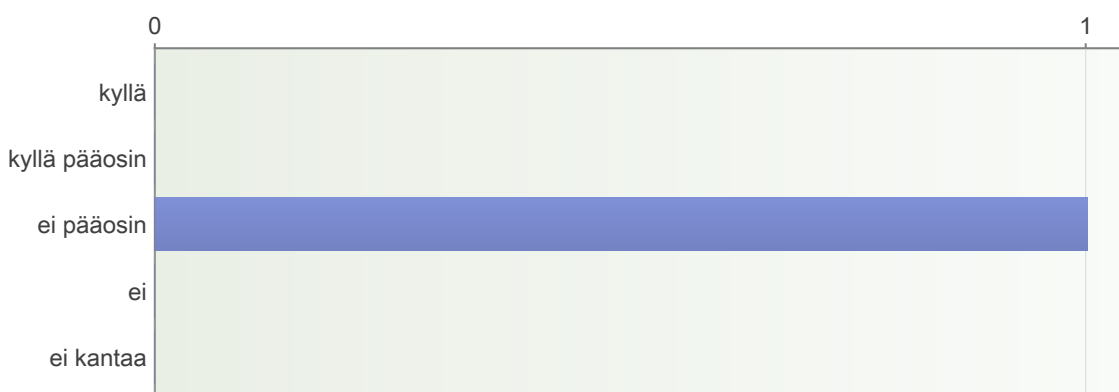 0 1
kyllä
kyllä pääosin
ei pääosin
ei
ei kantaa